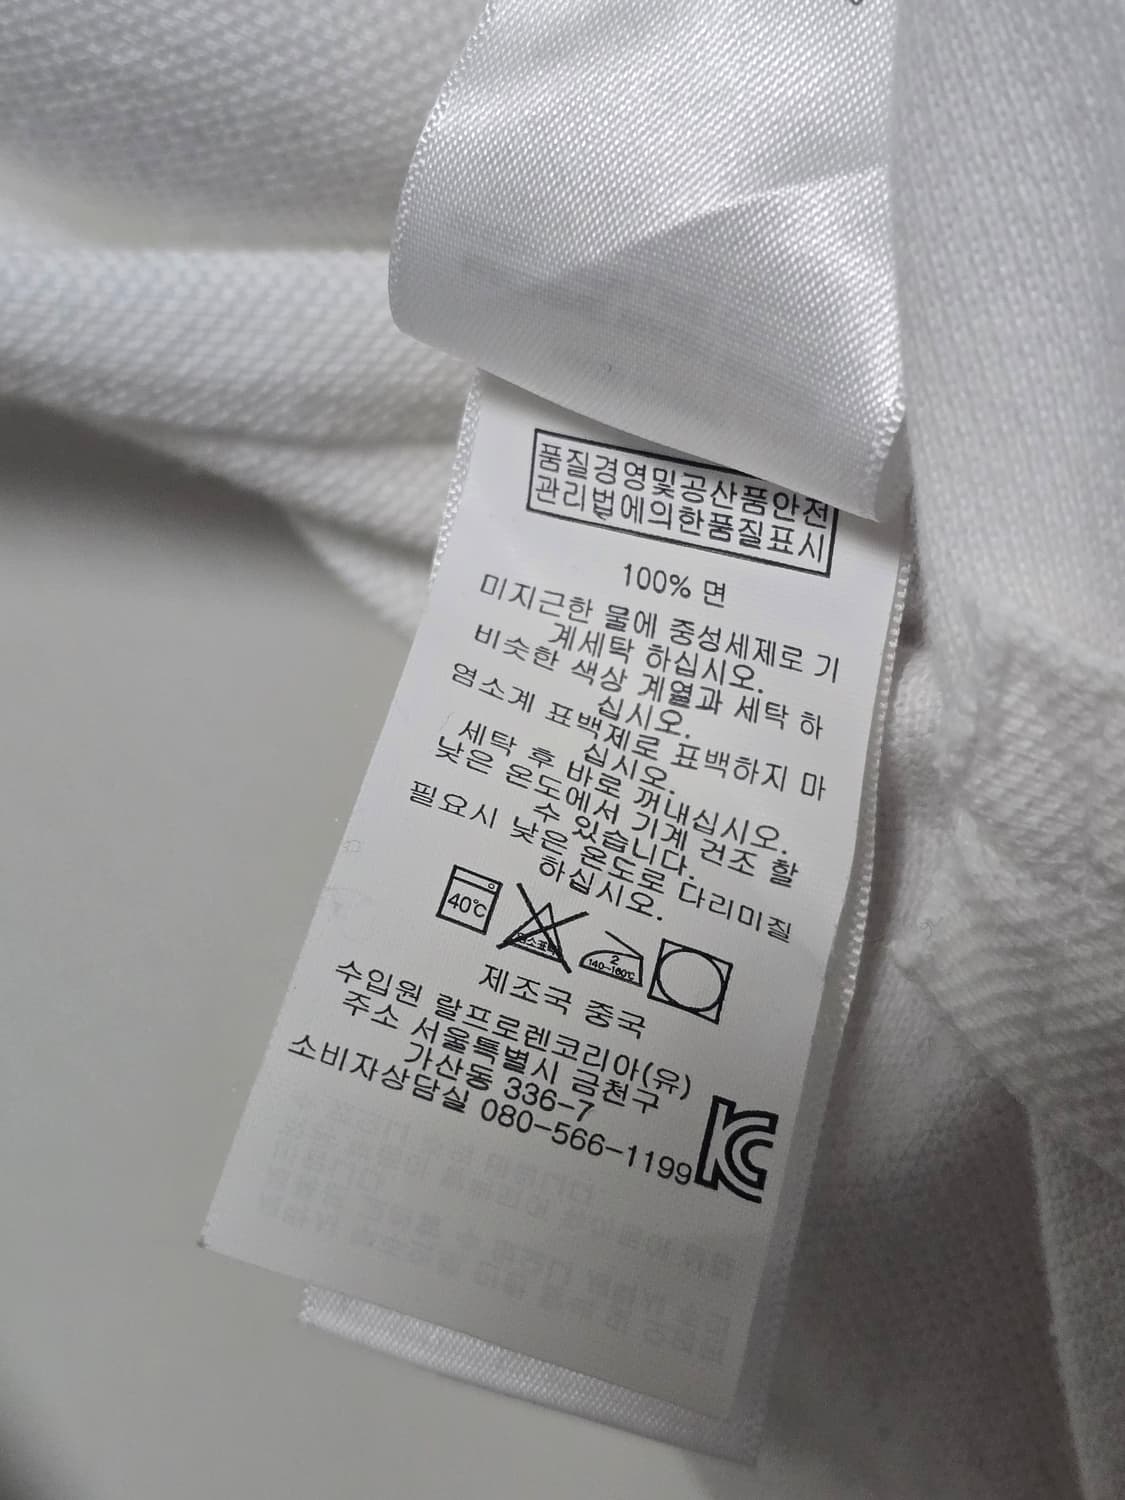 품질경영및공산품안전
관리법에의한품질표시
100% 면
미지근한 물에 중성세제로 기
계세탁 하십시오.
비슷한 색상 계열과 세탁 하
십시오.
염소계 표백제로 표백하지 마
십시오.
세탁 후 바로 꺼내십시오.
낮은 온도에서 기계 건조 할
수 있습니다.
필요시 낮은 온도로 다리미질
하십시오.
40℃
염소표백
2
140~160℃
제조국 중국
수입원 랄프로렌코리아(유)
주소 서울특별시 금천구
가산동 336-7
소비자상담실 080-566-1199
KC